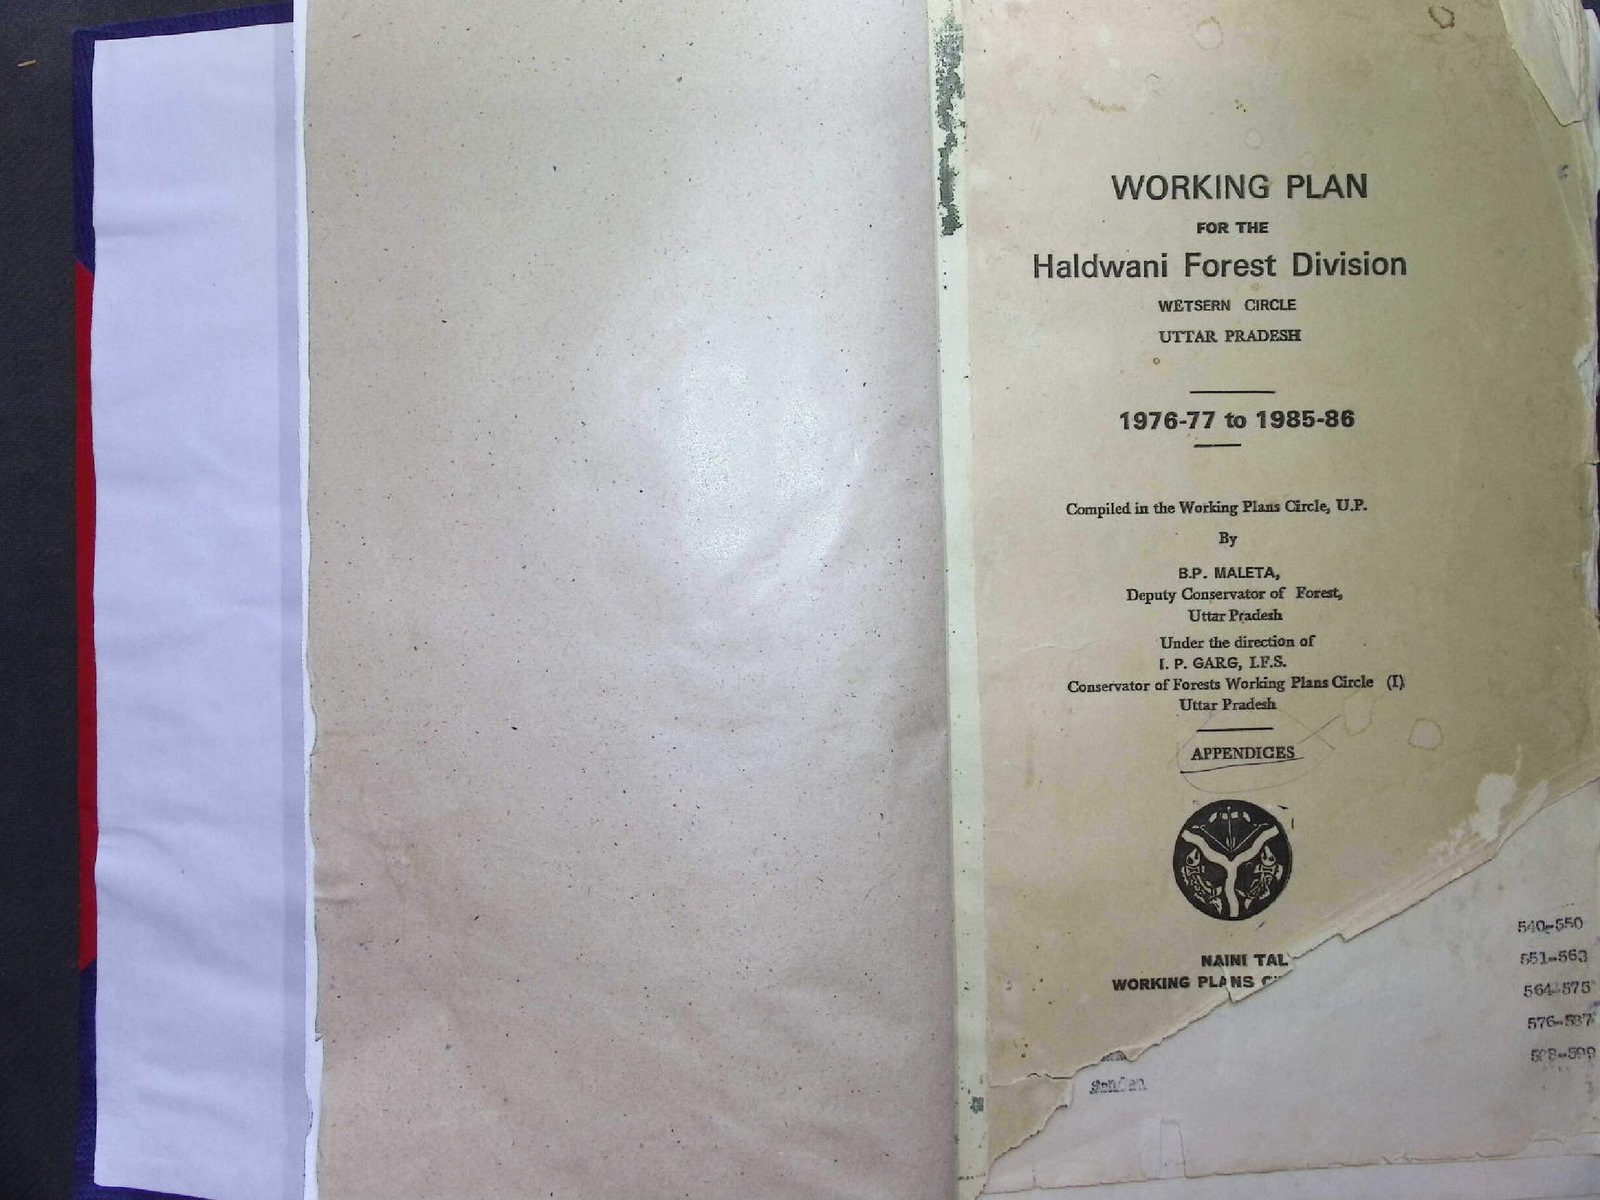 WORKING PLAN
FOR THE
Haldwani Forest Division
WETSERN CIRCLE
UTTAR PRADESH
1976-77 to 1985-86
Compiled in the Working Plans Circle, U.P.
By
B.P. MALETA,
Deputy Conservator of Forest,
Uttar Pradesh
Under the direction of
I. P. GARG, I.F.S.
Conservator of Forests Working Plans Circle (I)
Uttar Pradesh
APPENDICES
NAINI TAL
WORKING PLANS
540-550
551-563
564-575
576-587